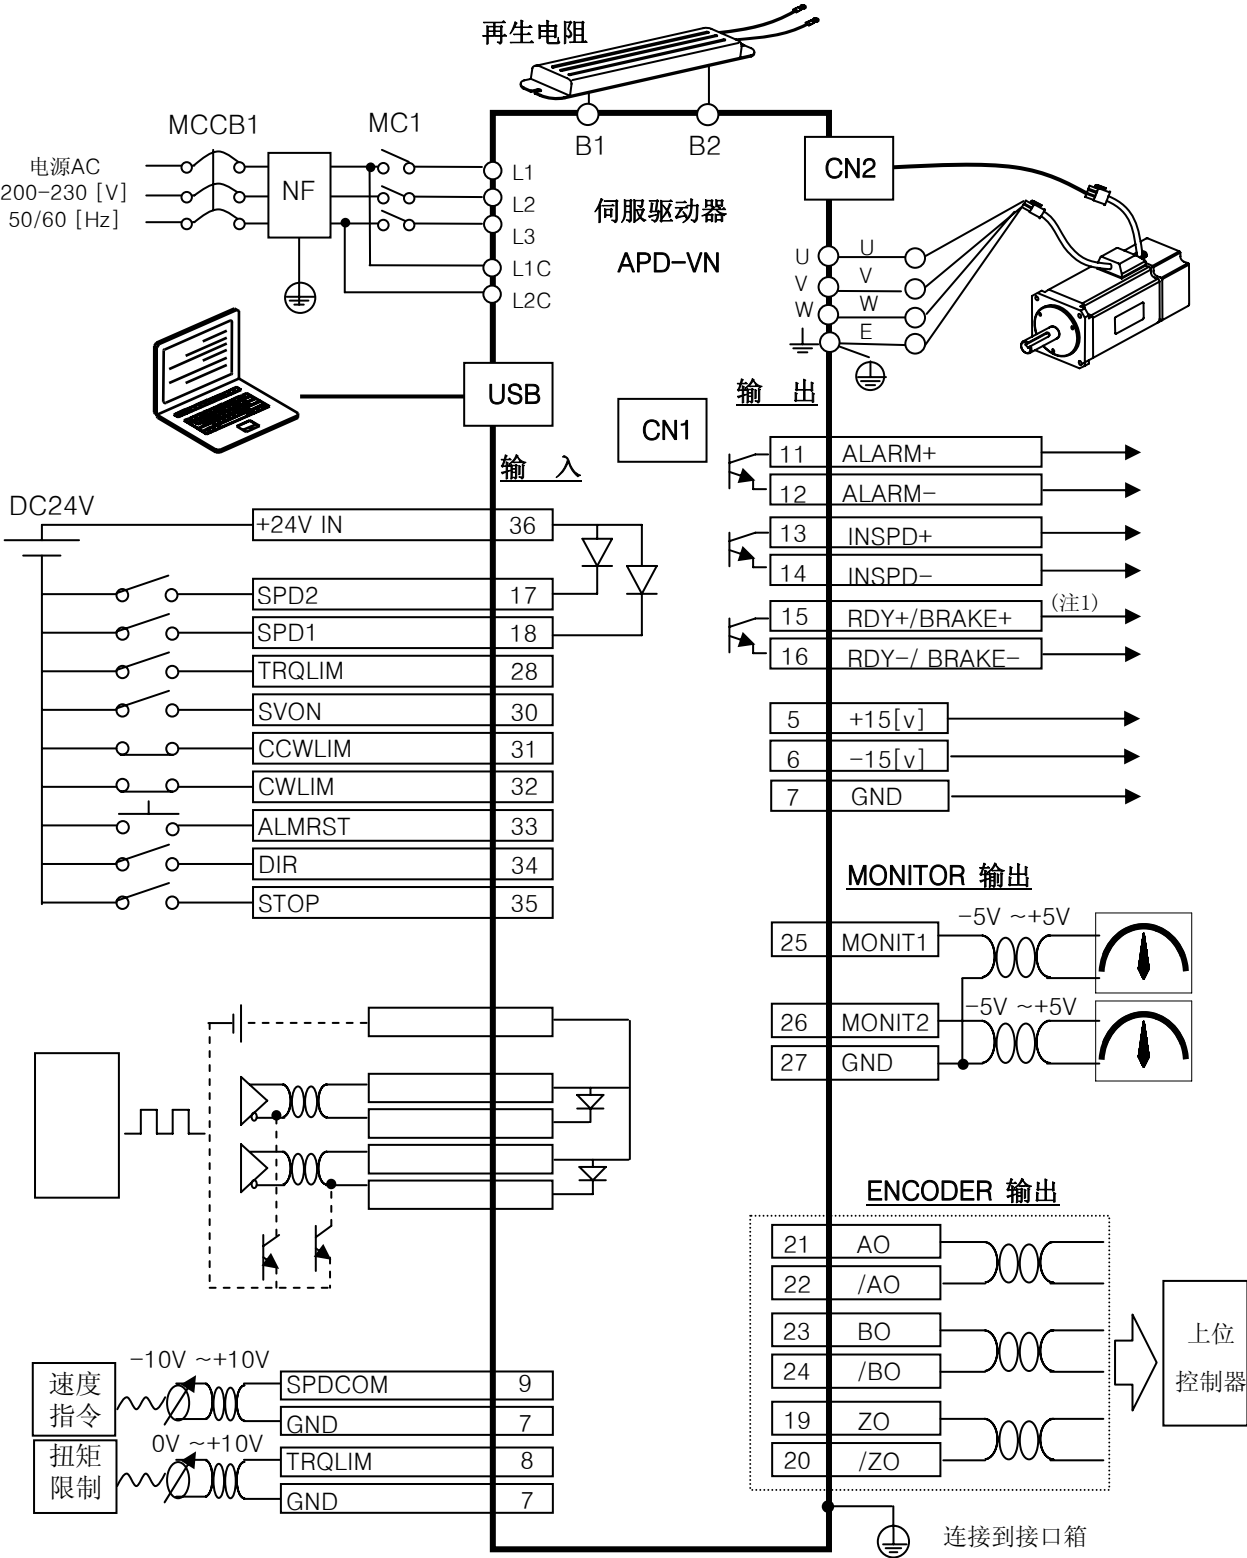 再生电阻
MCCB1
MC1
B1
B2
电源AC
200-230 [V]
50/60 [Hz]
NF
L1
L2
L3
L1C
L2C
伺服驱动器
APD-VN
CN2
U
V
W
U
V
W
E
USB
CN1
输 出
11 ALARM+
12 ALARM-
13 INSPD+
14 INSPD-
15 RDY+/BRAKE+
(注1)
16 RDY-/ BRAKE-
5 +15[v]
6 -15[v]
7 GND
输 入
DC24V
+24V IN 36
SPD2 17
SPD1 18
TRQLIM 28
SVON 30
CCWLIM 31
CWLIM 32
ALMRST 33
DIR 34
STOP 35
MONITOR 输出
-5V ~+5V
25 MONIT1
-5V ~+5V
26 MONIT2
27 GND
ENCODER 输出
21 AO
22 /AO
23 BO
24 /BO
19 ZO
20 /ZO
上位
控制器
-10V ~+10V
速度
指令
SPDCOM 9
GND 7
0V ~+10V
扭矩
限制
TRQLIM 8
GND 7
连接到接口箱